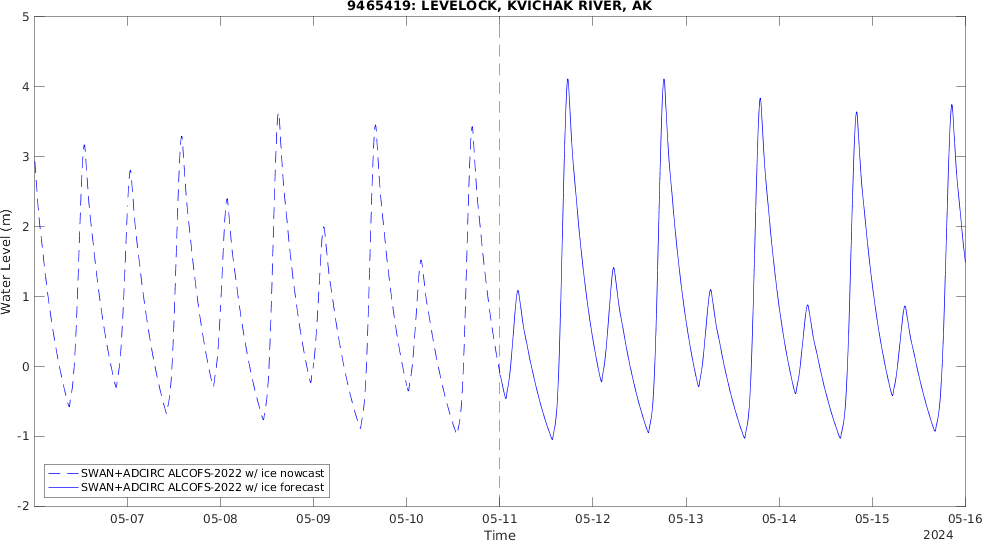 9465419: LEVELOCK, KVICHAK RIVER, AK
5
4
3
2
1
0
-1
-2
Water Level (m)
SWAN+ADCIRC ALCOFS-2022 w/ ice nowcast
SWAN+ADCIRC ALCOFS-2022 w/ ice forecast
05-07 05-08 05-09 05-10 05-11 05-12 05-13 05-14 05-15 05-16
Time
2024